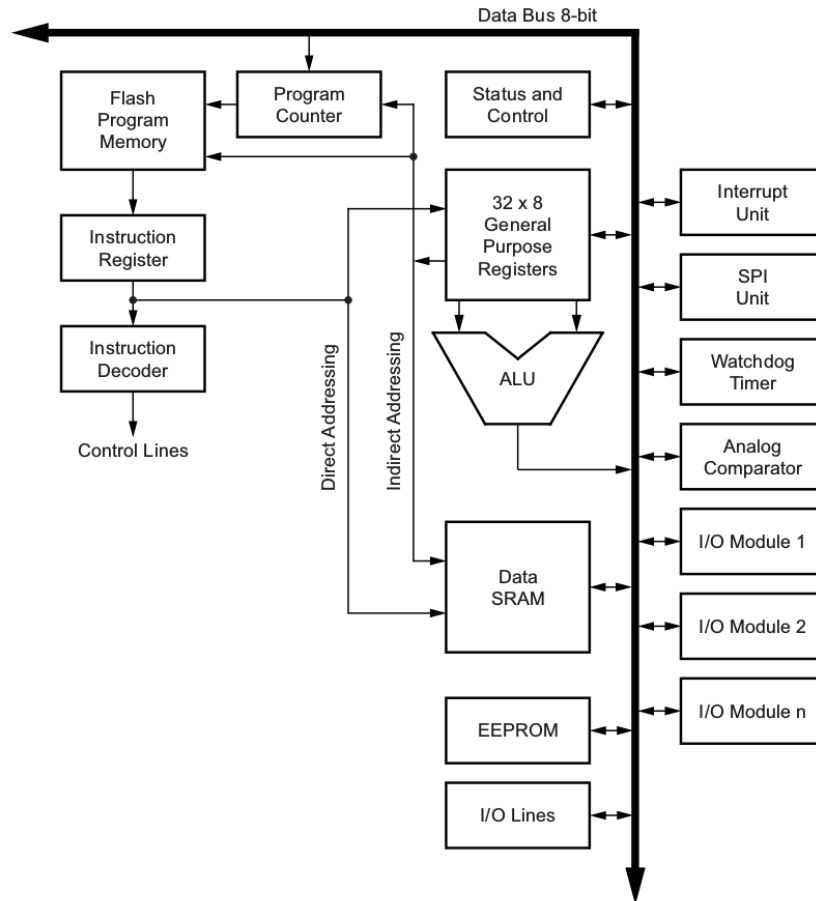 Data Bus 8-bit
Flash
Program
Memory
Program
Counter
Status and
Control
32 x 8
General
Purpose
Registers
Interrupt
Unit
Instruction
Register
SPI
Unit
Instruction
Decoder
ALU
Watchdog
Timer
Control Lines
Direct Addressing
Indirect Addressing
Analog
Comparator
Data
SRAM
I/O Module 1
I/O Module 2
I/O Module n
EEPROM
I/O Lines